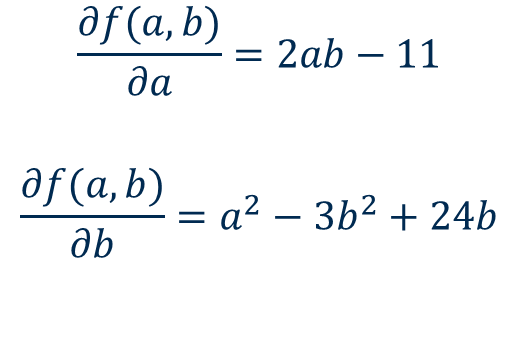 ∂f(a, b)/∂a = 2ab − 11
∂f(a, b)/∂b = a² − 3b² + 24b